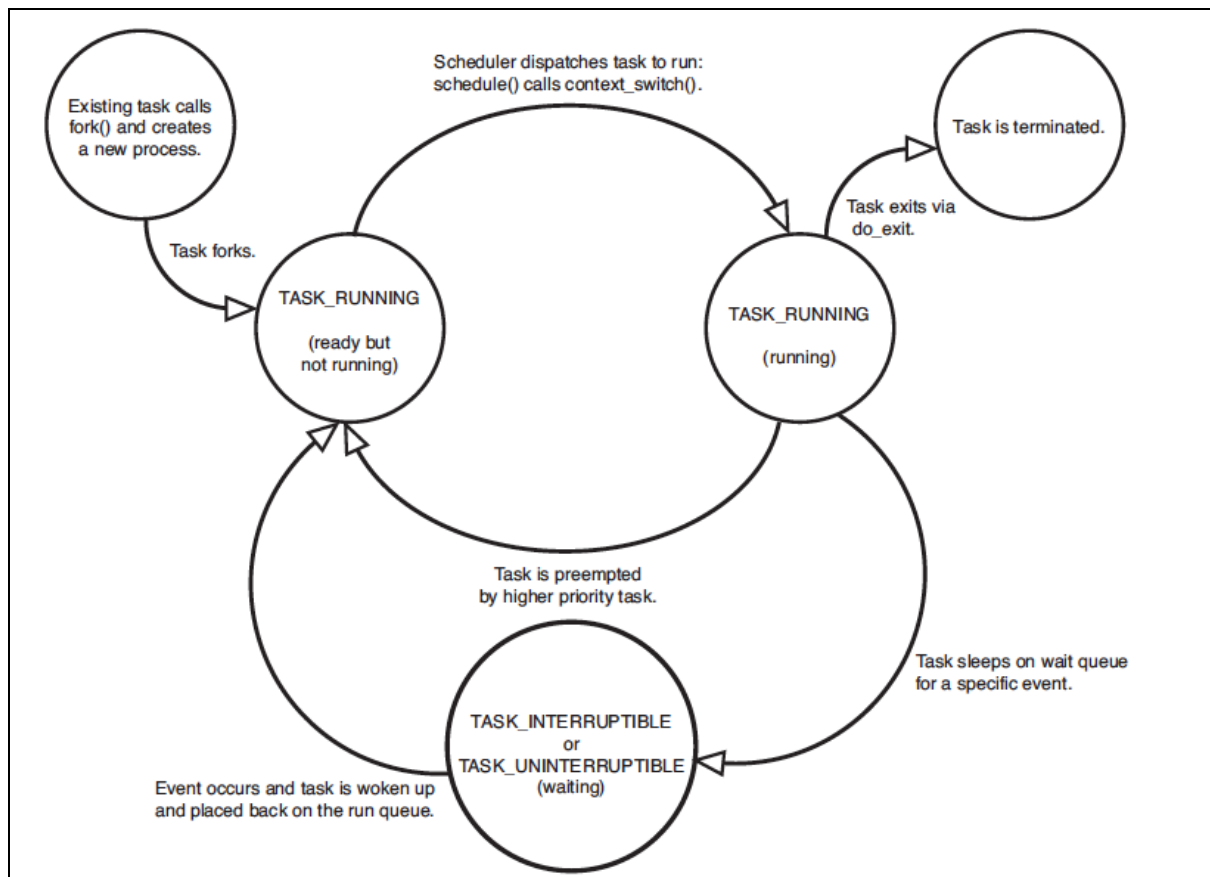 Scheduler dispatches task to run:
schedule() calls context_switch().
Existing task calls
fork() and creates
a new process.
Task is terminated.
Task forks.
Task exits via
do_exit.
TASK_RUNNING
(ready but
not running)
TASK_RUNNING
(running)
Task is preempted
by higher priority task.
Task sleeps on wait queue
for a specific event.
TASK_INTERRUPTIBLE
or
TASK_UNINTERRUPTIBLE
(waiting)
Event occurs and task is woken up
and placed back on the run queue.